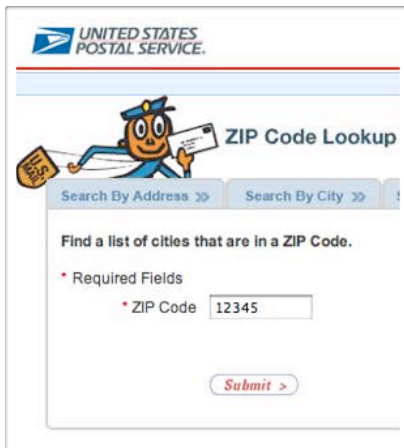 UNITED STATES
POSTAL SERVICE®
ZIP Code Lookup
U.S. MAIL
Search By Address »
Search By City »
Find a list of cities that are in a ZIP Code.
* Required Fields
* ZIP Code 12345
Submit >